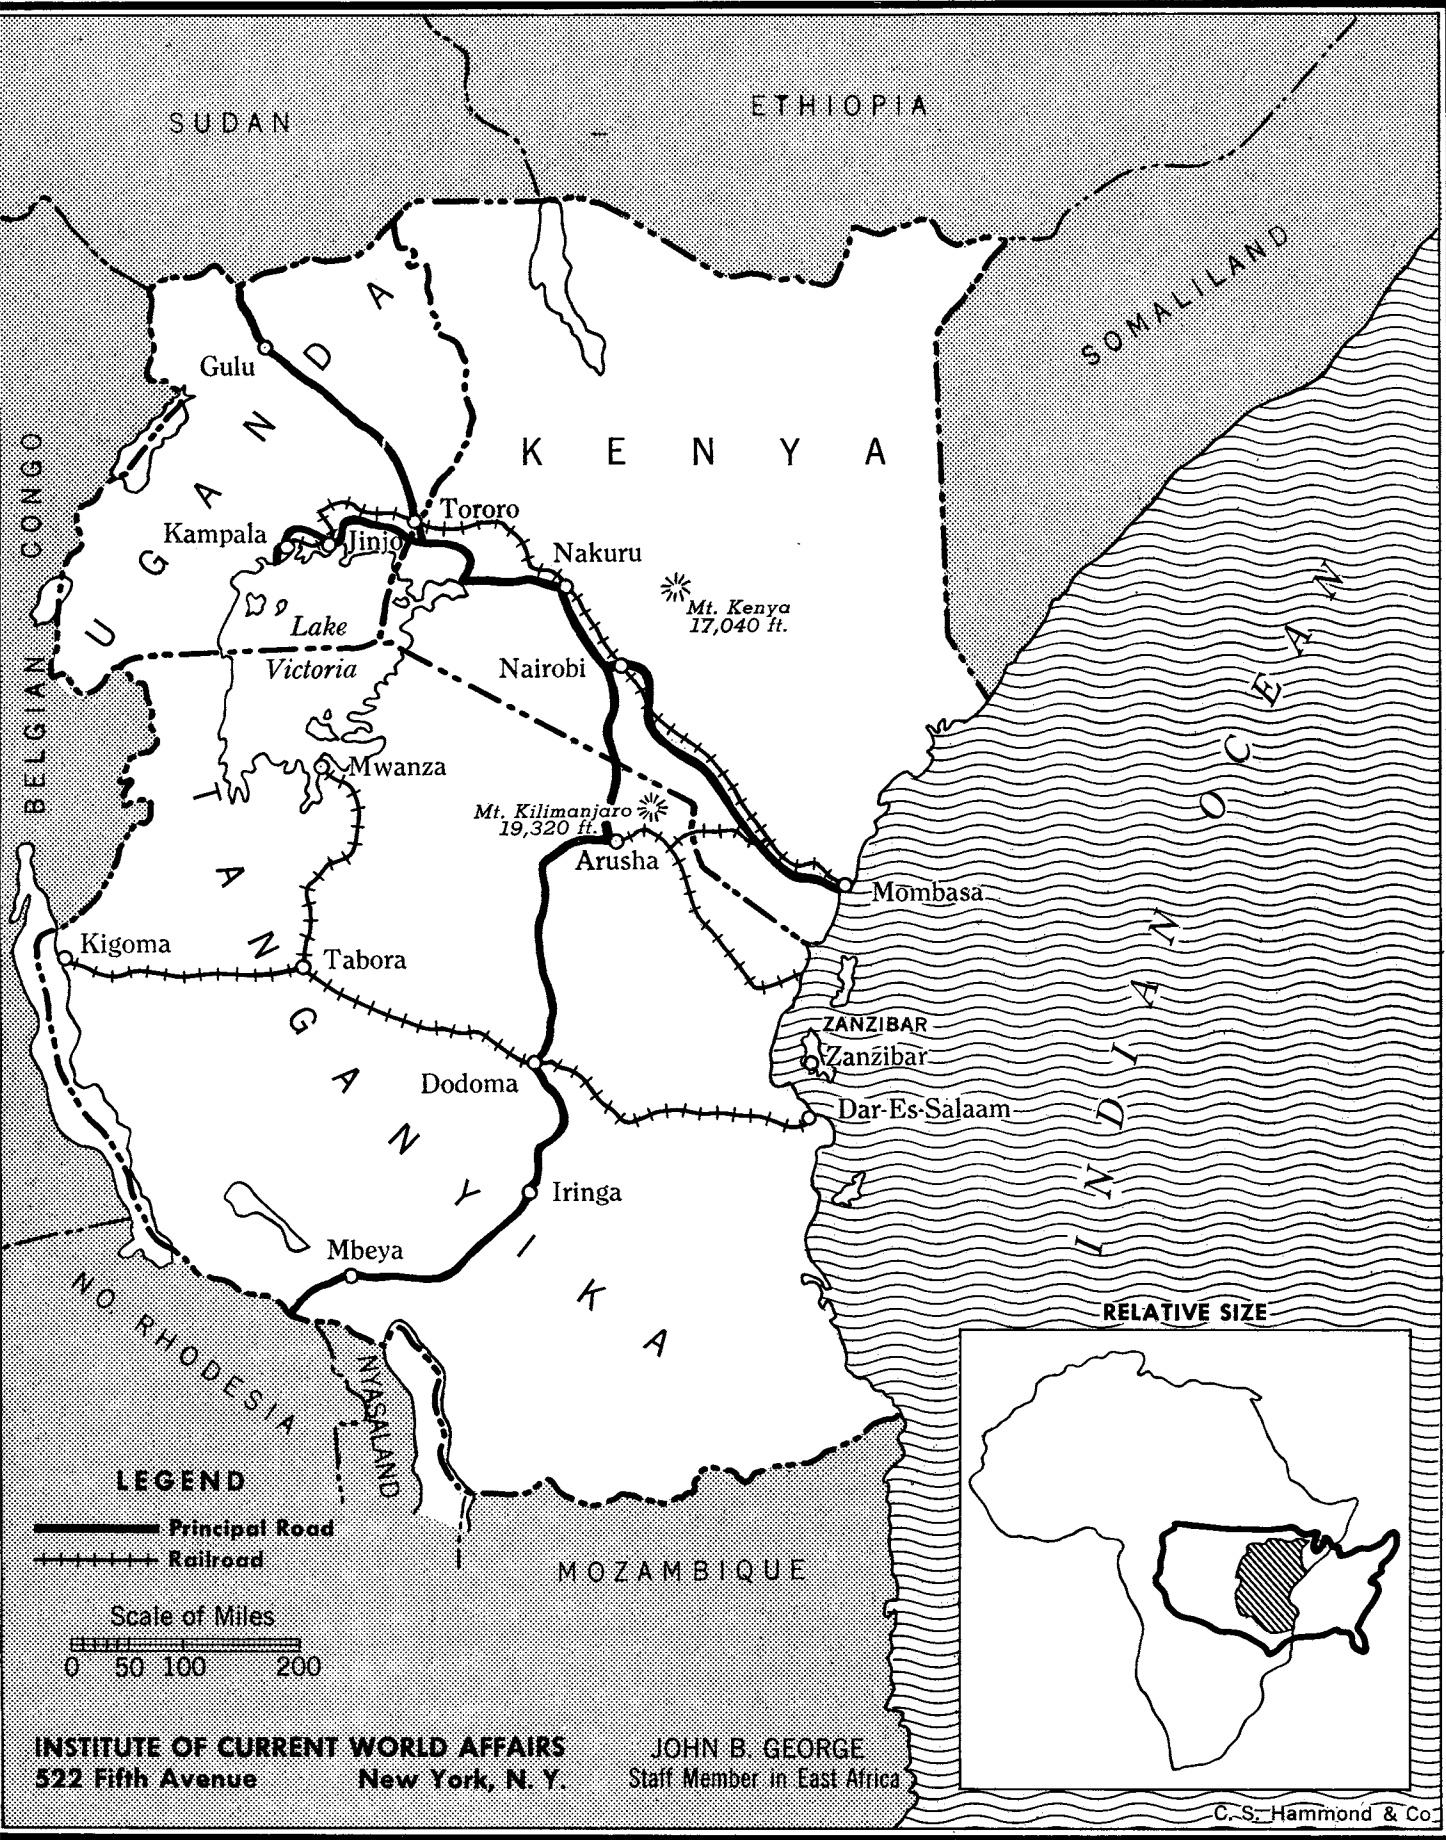 SUDAN
ETHIOPIA
SOMALILAND
Gulu
UGANDA
KENYA
BELGIAN CONGO
Tororo
Kampala
Jinjo
Nakuru
Mt. Kenya
17,040 ft.
Lake
Victoria
Nairobi
Mwanza
Mt. Kilimanjaro
19,320 ft.
Arusha
Mombasa
INDIAN OCEAN
Kigoma
Tabora
TANGANYIKA
ZANZIBAR
Zanzibar
Dodoma
Dar-Es-Salaam
Iringa
Mbeya
NO RHODESIA
NYASALAND
MOZAMBIQUE
RELATIVE SIZE
LEGEND
Principal Road
Railroad
Scale of Miles
0 50 100 200
INSTITUTE OF CURRENT WORLD AFFAIRS
522 Fifth Avenue New York, N. Y.
JOHN B. GEORGE
Staff Member in East Africa
C. S. Hammond & Co